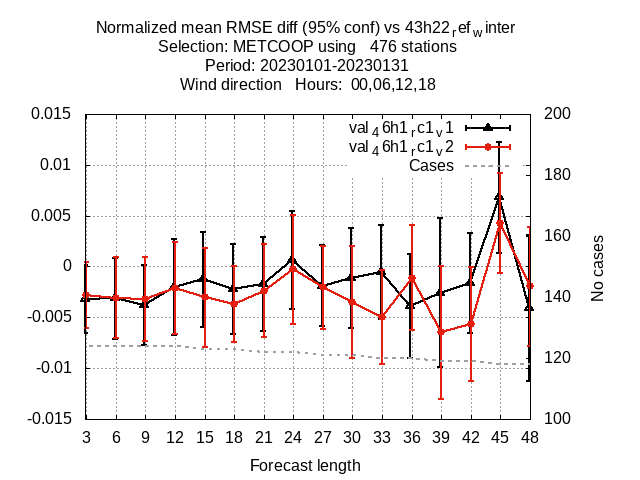 Normalized mean RMSE diff (95% conf) vs 43h22refwinter
Selection: METCOOP using 476 stations
Period: 20230101-20230131
Wind direction Hours: 00,06,12,18
0.015 200
val46h1rc1v1
val46h1rc1v2
Cases
0.01 180
0.005 160
0 140
-0.005
-0.01 120
-0.015 100
No cases
3 6 9 12 15 18 21 24 27 30 33 36 39 42 45 48
Forecast length